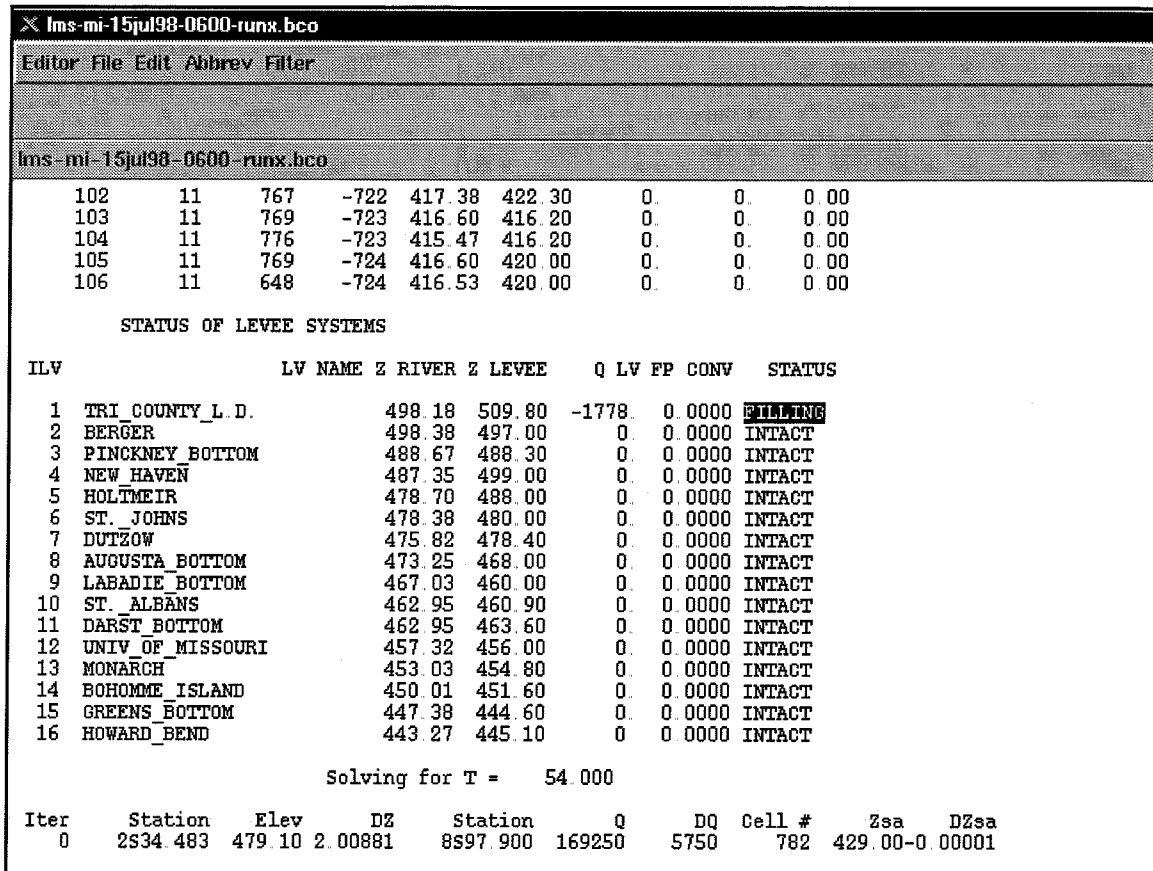 lms-mi-15jul98-0600-runx.bco
Editor File Edit Abbrev Filter
lms-mi-15jul98-0600-runx.bco
102 11 767 -722 417.38 422.30 0. 0. 0.00
103 11 769 -723 416.60 416.20 0. 0. 0.00
104 11 776 -723 415.47 416.20 0. 0. 0.00
105 11 769 -724 416.60 420.00 0. 0. 0.00
106 11 648 -724 416.53 420.00 0. 0. 0.00
STATUS OF LEVEE SYSTEMS
ILV LV NAME Z RIVER Z LEVEE Q LV FP CONV STATUS
1 TRI_COUNTY_L.D. 498.18 509.80 -1778. 0.0000 FILLING
2 BERGER 498.38 497.00 0. 0.0000 INTACT
3 PINCKNEY_BOTTOM 488.67 488.30 0. 0.0000 INTACT
4 NEW_HAVEN 487.35 499.00 0. 0.0000 INTACT
5 HOLTMEIR 478.70 488.00 0. 0.0000 INTACT
6 ST._JOHNS 478.38 480.00 0. 0.0000 INTACT
7 DUTZOW 475.82 478.40 0. 0.0000 INTACT
8 AUGUSTA_BOTTOM 473.25 468.00 0. 0.0000 INTACT
9 LABADIE_BOTTOM 467.03 460.00 0. 0.0000 INTACT
10 ST._ALBANS 462.95 460.90 0. 0.0000 INTACT
11 DARST_BOTTOM 462.95 463.60 0. 0.0000 INTACT
12 UNIV_OF_MISSOURI 457.32 456.00 0. 0.0000 INTACT
13 MONARCH 453.03 454.80 0. 0.0000 INTACT
14 BOHOMME_ISLAND 450.01 451.60 0. 0.0000 INTACT
15 GREENS_BOTTOM 447.38 444.60 0. 0.0000 INTACT
16 HOWARD_BEND 443.27 445.10 0 0.0000 INTACT
Solving for T = 54.000
Iter Station Elev DZ Station Q DQ Cell # Zsa DZsa
0 2S34.483 479.10 2.00881 8S97.900 169250 5750 782 429.00-0.00001